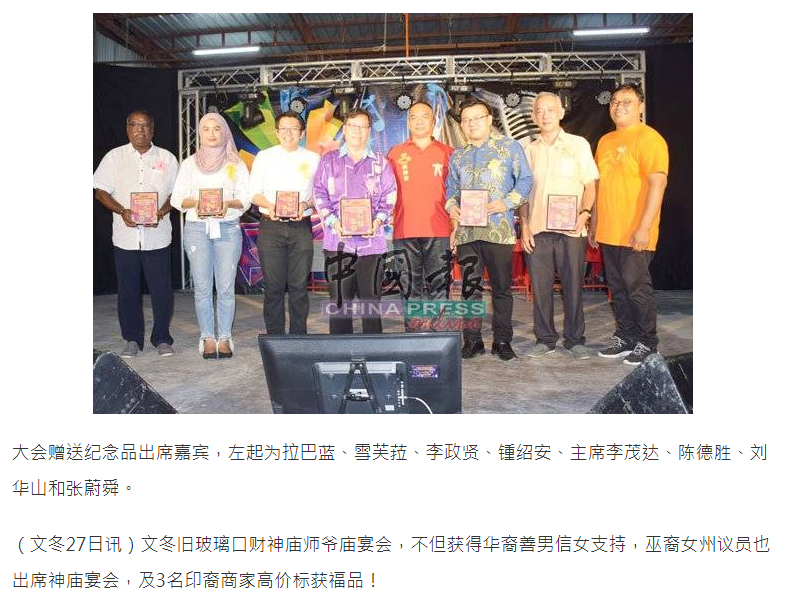 中國報
CHINA PRESS
online
大会赠送纪念品出席嘉宾，左起为拉巴蓝、雪芙菈、李政贤、锺绍安、主席李茂达、陈德胜、刘
华山和张蔚舜。
（文冬27日讯）文冬旧玻璃口财神庙师爷庙宴会，不但获得华裔善男信女支持，巫裔女州议员也
出席神庙宴会，及3名印裔商家高价标获福品！